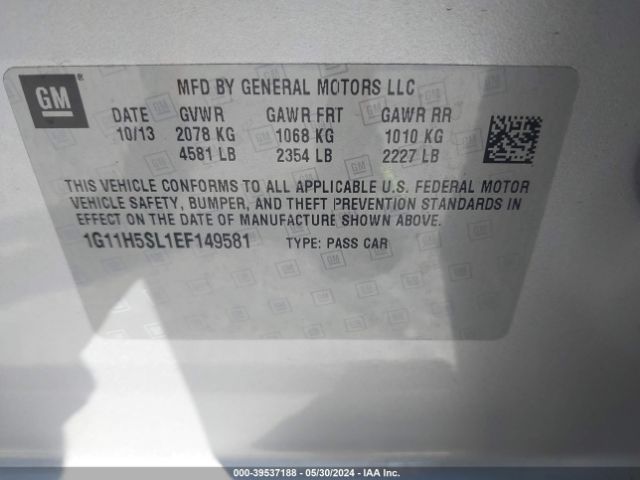 GM
MFD BY GENERAL MOTORS LLC
DATE GVWR GAWR FRT GAWR RR
10/13 2078 KG 1068 KG 1010 KG
4581 LB 2354 LB 2227 LB
THIS VEHICLE CONFORMS TO ALL APPLICABLE U.S. FEDERAL MOTOR
VEHICLE SAFETY, BUMPER, AND THEFT PREVENTION STANDARDS IN
EFFECT ON THE DATE OF MANUFACTURE SHOWN ABOVE.
1G11H5SL1EF149581 TYPE: PASS CAR
00-39537188 - 05/30/2024 - IAA Inc.